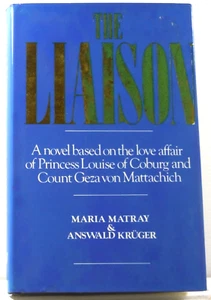 THE
LIAISON
A novel based on the love affair
of Princess Louise of Coburg and
Count Geza von Mattachich
MARIA MATRAY
&
ANSWALD KRÜGER